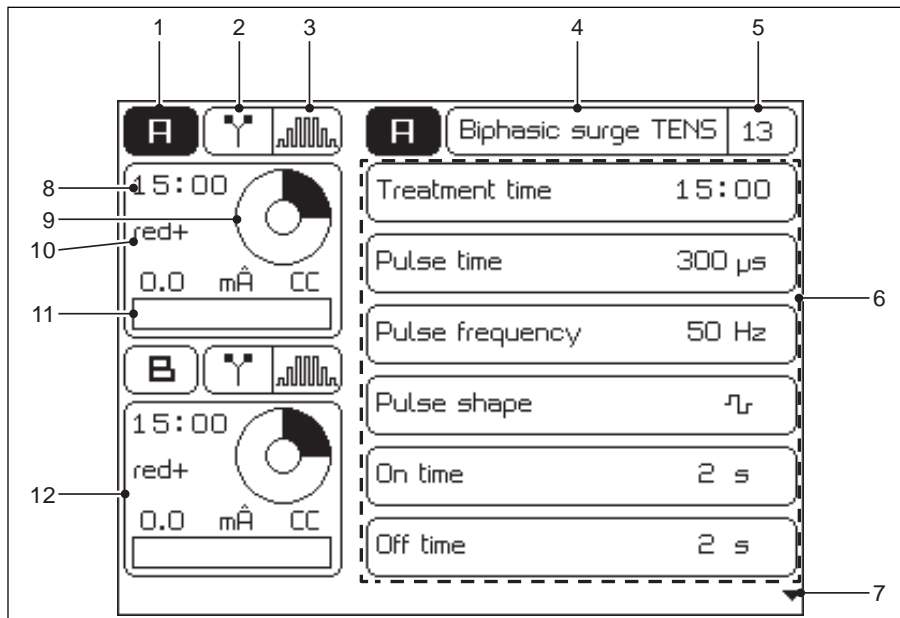 1 2 3 4 5
A A Biphasic surge TENS 13
8 15:00
9
10 red+
0.0 mÂ CC
11
B
15:00
red+
12
0.0 mÂ CC
Treatment time 15:00
Pulse time 300 µs
6
Pulse frequency 50 Hz
Pulse shape
On time 2 s
Off time 2 s
7